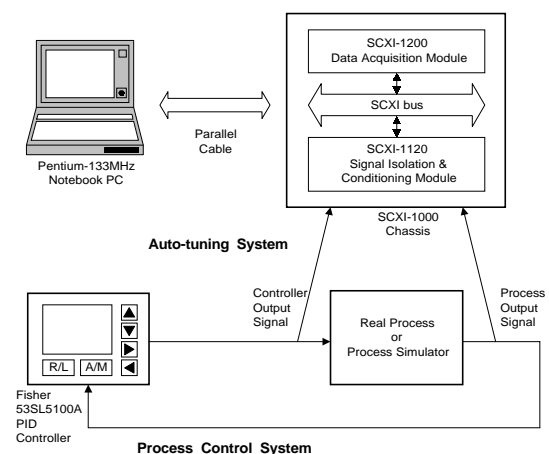 SCXI-1200
Data Acquisition Module
SCXI bus
Parallel
Cable
SCXI-1120
Signal Isolation &
Conditioning Module
Pentium-133MHz
Notebook PC
SCXI-1000
Chassis
Auto-tuning System
Controller
Output
Signal
Process
Output
Signal
Real Process
or
Process Simulator
R/L
A/M
Fisher
53SL5100A
PID
Controller
Process Control System